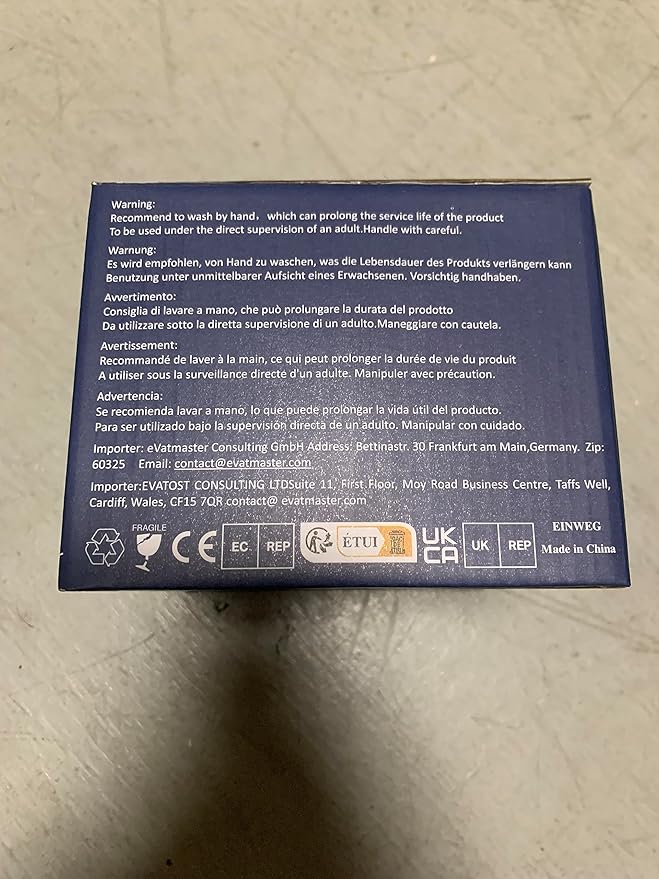 Warning:
Recommend to wash by hand, which can prolong the service life of the product
To be used under the direct supervision of an adult.Handle with careful.
Warnung:
Es wird empfohlen, von Hand zu waschen, was die Lebensdauer des Produkts verlängern kann
Benutzung unter unmittelbarer Aufsicht eines Erwachsenen. Vorsichtig handhaben.
Avvertimento:
Consiglia di lavare a mano, che può prolungare la durata del prodotto
Da utilizzare sotto la diretta supervisione di un adulto.Maneggiare con cautela.
Avertissement:
Recommandé de laver à la main, ce qui peut prolonger la durée de vie du produit
A utiliser sous la surveillance directe d'un adulte. Manipuler avec précaution.
Advertencia:
Se recomienda lavar a mano, lo que puede prolongar la vida útil del producto.
Para ser utilizado bajo la supervisión directa de un adulto. Manipular con cuidado.
Importer: eVatmaster Consulting GmbH Address: Bettinastr. 30 Frankfurt am Main,Germany. Zip:
60325 Email: contact@evatmaster.com
Importer:EVATOST CONSULTING LTDSuite 11, First Floor, Moy Road Business Centre, Taffs Well,
Cardiff, Wales, CF15 7QR contact@ evatmaster.com
FRAGILE
CE
EC REP
ÉTUI
UK
CA
UK REP
EINWEG
Made in China